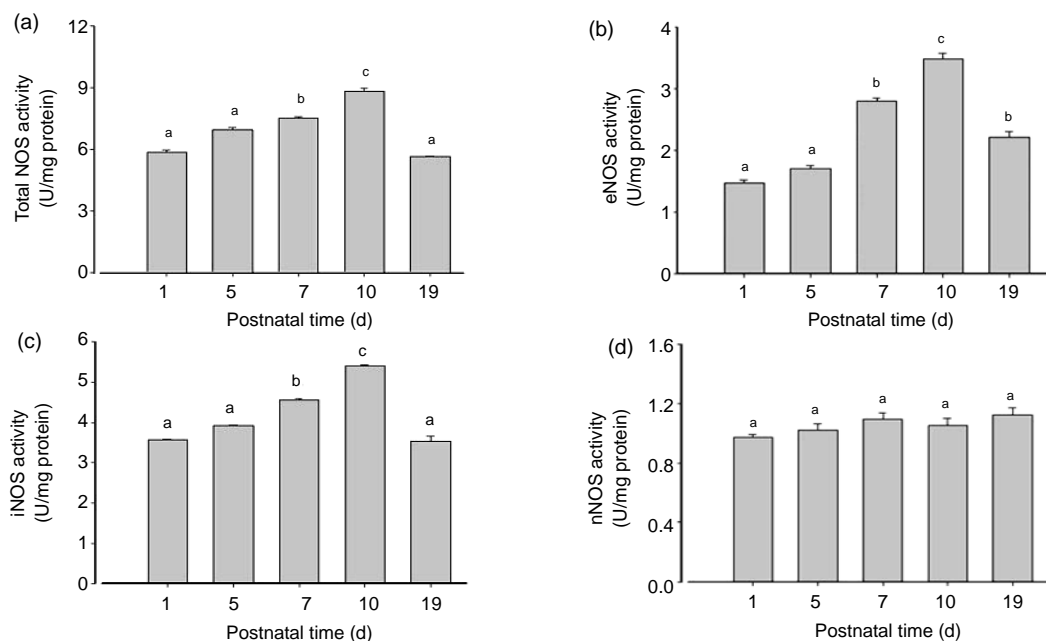 (a)
Total NOS activity
(U/mg protein)
12
9
6
3
0
a
a
b
c
a
1 5 7 10 19
Postnatal time (d)
(b)
eNOS activity
(U/mg protein)
4
3
2
1
0
a
a
b
c
b
1 5 7 10 19
Postnatal time (d)
(c)
iNOS activity
(U/mg protein)
6
5
4
3
2
1
0
a
a
b
c
a
1 5 7 10 19
Postnatal time (d)
(d)
nNOS activity
(U/mg protein)
1.6
1.2
0.8
0.4
0.0
a
a
a
a
a
1 5 7 10 19
Postnatal time (d)